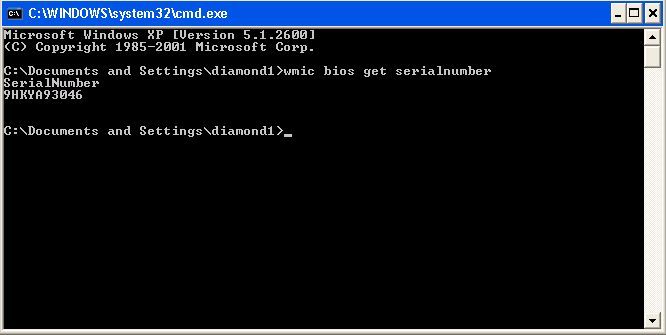 C:\WINDOWS\system32\cmd.exe
Microsoft Windows XP [Version 5.1.2600]
(C) Copyright 1985-2001 Microsoft Corp.
C:\Documents and Settings\diamond1>wmic bios get serialnumber
SerialNumber
9HKYA93046
C:\Documents and Settings\diamond1>_